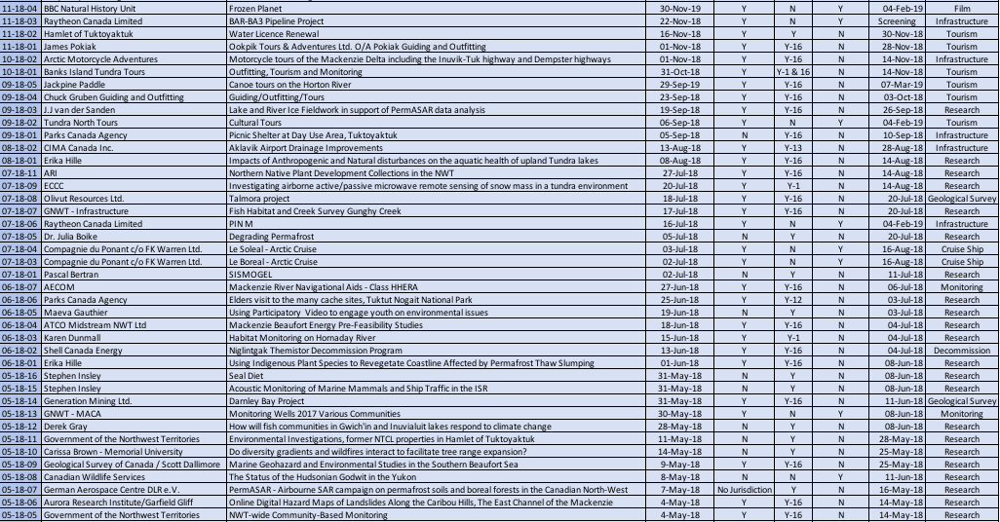 11-18-04 BBC Natural History Unit Frozen Planet 30-Nov-19 Y N Y 04-Feb-19 Film
11-18-03 Raytheon Canada Limited BAR-BA3 Pipeline Project 22-Nov-18 Y N Y Screening Infrastructure
11-18-02 Hamlet of Tuktoyaktuk Water Licence Renewal 16-Nov-18 Y Y N 30-Nov-18 Tourism
11-18-01 James Pokiak Ookpik Tours & Adventures Ltd. O/A Pokiak Guiding and Outfitting 01-Nov-18 Y Y-16 N 28-Nov-18 Tourism
10-18-02 Arctic Motorcycle Adventures Motorcycle tours of the Mackenzie Delta including the Inuvik-Tuk highway and Dempster highways 01-Nov-18 Y Y-16 N 14-Nov-18 Infrastructure
10-18-01 Banks Island Tundra Tours Outfitting, Tourism and Monitoring 31-Oct-18 Y Y-1 & 16 N 14-Nov-18 Tourism
09-18-05 Jackpine Paddle Canoe tours on the Horton River 29-Sep-19 Y Y-16 N 07-Mar-19 Tourism
09-18-04 Chuck Gruben Guiding and Outfitting Guiding/Outfitting/Tours 23-Sep-18 Y Y-16 N 03-Oct-18 Tourism
09-18-03 J.J van der Sanden Lake and River Ice Fieldwork in support of PermASAR data analysis 19-Sep-18 Y Y-16 N 26-Sep-18 Research
09-18-02 Tundra North Tours Cultural Tours 06-Sep-18 Y N Y 04-Feb-19 Tourism
09-18-01 Parks Canada Agency Picnic Shelter at Day Use Area, Tuktoyaktuk 05-Sep-18 N Y-16 N 10-Sep-18 Infrastructure
08-18-02 CIMA Canada Inc. Aklavik Airport Drainage Improvements 13-Aug-18 Y Y-13 N 28-Aug-18 Infrastructure
08-18-01 Erika Hille Impacts of Anthropogenic and Natural disturbances on the aquatic health of upland Tundra lakes 08-Aug-18 Y Y-16 N 14-Aug-18 Research
07-18-11 ARI Northern Native Plant Development Collections in the NWT 27-Jul-18 Y Y-16 N 14-Aug-18 Research
07-18-09 ECCC Investigating airborne active/passive microwave remote sensing of snow mass in a tundra environment 20-Jul-18 Y Y-1 N 14-Aug-18 Research
07-18-08 Olivut Resources Ltd. Talmora project 18-Jul-18 Y Y-16 N 20-Jul-18 Geological Survey
07-18-07 GNWT - Infrastructure Fish Habitat and Creek Survey Gunghy Creek 17-Jul-18 Y Y-16 N 20-Jul-18 Research
07-18-06 Raytheon Canada Limited PIN M 16-Jul-18 Y N Y 04-Feb-19 Infrastructure
07-18-05 Dr. Julia Boike Degrading Permafrost 05-Jul-18 N Y N 20-Jul-18 Research
07-18-04 Compagnie du Ponant c/o FK Warren Ltd. Le Soleal - Arctic Cruise 03-Jul-18 Y N Y 16-Aug-18 Cruise Ship
07-18-03 Compagnie du Ponant c/o FK Warren Ltd. Le Boreal - Arctic Cruise 02-Jul-18 Y N Y 16-Aug-18 Cruise Ship
07-18-01 Pascal Bertran SISMOGEL 02-Jul-18 N Y N 11-Jul-18 Research
06-18-07 AECOM Mackenzie River Navigational Aids - Class HHERA 27-Jun-18 Y Y-16 N 06-Jul-18 Monitoring
06-18-06 Parks Canada Agency Elders visit to the many cache sites, Tuktut Nogait National Park 25-Jun-18 Y Y-12 N 03-Jul-18 Research
06-18-05 Maeva Gauthier Using Participatory Video to engage youth on environmental issues 19-Jun-18 N Y N 03-Jul-18 Research
06-18-04 ATCO Midstream NWT Ltd Mackenzie Beaufort Energy Pre-Feasibility Studies 18-Jun-18 Y Y-16 N 04-Jul-18 Research
06-18-03 Karen Dunmall Habitat Monitoring on Hornaday River 15-Jun-18 Y Y-1 N 04-Jul-18 Research
06-18-02 Shell Canada Energy Niglintgak Themistor Decommission Program 13-Jun-18 Y Y-16 N 04-Jul-18 Decommission
06-18-01 Erika Hille Using Indigenous Plant Species to Revegetate Coastline Affected by Permafrost Thaw Slumping 01-Jun-18 Y Y-16 N 08-Jun-18 Research
05-18-16 Stephen Insley Seal Diet 31-May-18 N Y N 08-Jun-18 Research
05-18-15 Stephen Insley Acoustic Monitoring of Marine Mammals and Ship Traffic in the ISR 31-May-18 N Y N 08-Jun-18 Research
05-18-14 Generation Mining Ltd. Darnley Bay Project 31-May-18 Y Y-16 N 11-Jun-18 Geological Survey
05-18-13 GNWT - MACA Monitoring Wells 2017 Various Communities 30-May-18 Y N Y 08-Jun-18 Monitoring
05-18-12 Derek Gray How will fish communities in Gwich'in and Inuvialuit lakes respond to climate change 28-May-18 N Y N 08-Jun-18 Research
05-18-11 Government of the Northwest Territories Environmental Investigations, former NTCL properties in Hamlet of Tuktoyaktuk 11-May-18 N Y N 28-May-18 Research
05-18-10 Carissa Brown - Memorial University Do diversity gradients and wildfires interact to facilitate tree range expansion? 14-May-18 N Y N 25-May-18 Research
05-18-09 Geological Survey of Canada / Scott Dallimore Marine Geohazard and Environmental Studies in the Southern Beaufort Sea 9-May-18 Y Y-16 N 25-May-18 Research
05-18-08 Canadian Wildlife Services The Status of the Hudsonian Godwit in the Yukon 8-May-18 N N Y 11-Jun-18 Research
05-18-07 German Aerospace Centre DLR e.V. PermASAR - Airbourne SAR campaign on permafrost soils and boreal forests in the Canadian North-West 7-May-18 No Jurisdiction Y N 16-May-18 Research
05-18-06 Aurora Research Institute/Garfield Gliff Online Digital Hazard Maps of Landslides Along the Caribou Hills, The East Channel of the Mackenzie 4-May-18 Y Y-16 N 14-May-18 Research
05-18-05 Government of the Northwest Territories NWT-wide Community-Based Monitoring 4-May-18 Y Y-16 N 14-May-18 Research